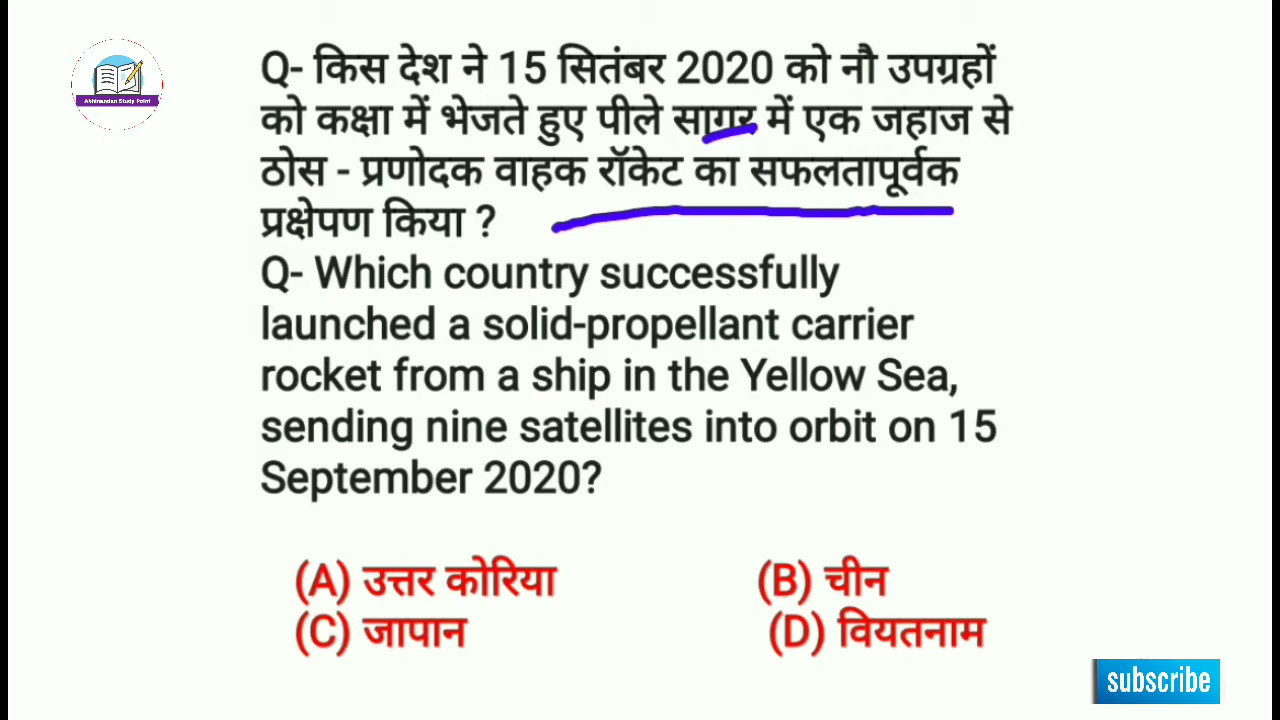 Abhinandan Study Point
Q- किस देश ने 15 सितंबर 2020 को नौ उपग्रहों
को कक्षा में भेजते हुए पीले सागर में एक जहाज से
ठोस - प्रणोदक वाहक रॉकेट का सफलतापूर्वक
प्रक्षेपण किया ?
Q- Which country successfully
launched a solid-propellant carrier
rocket from a ship in the Yellow Sea,
sending nine satellites into orbit on 15
September 2020?
(A) उत्तर कोरिया (B) चीन
(C) जापान (D) वियतनाम
subscribe